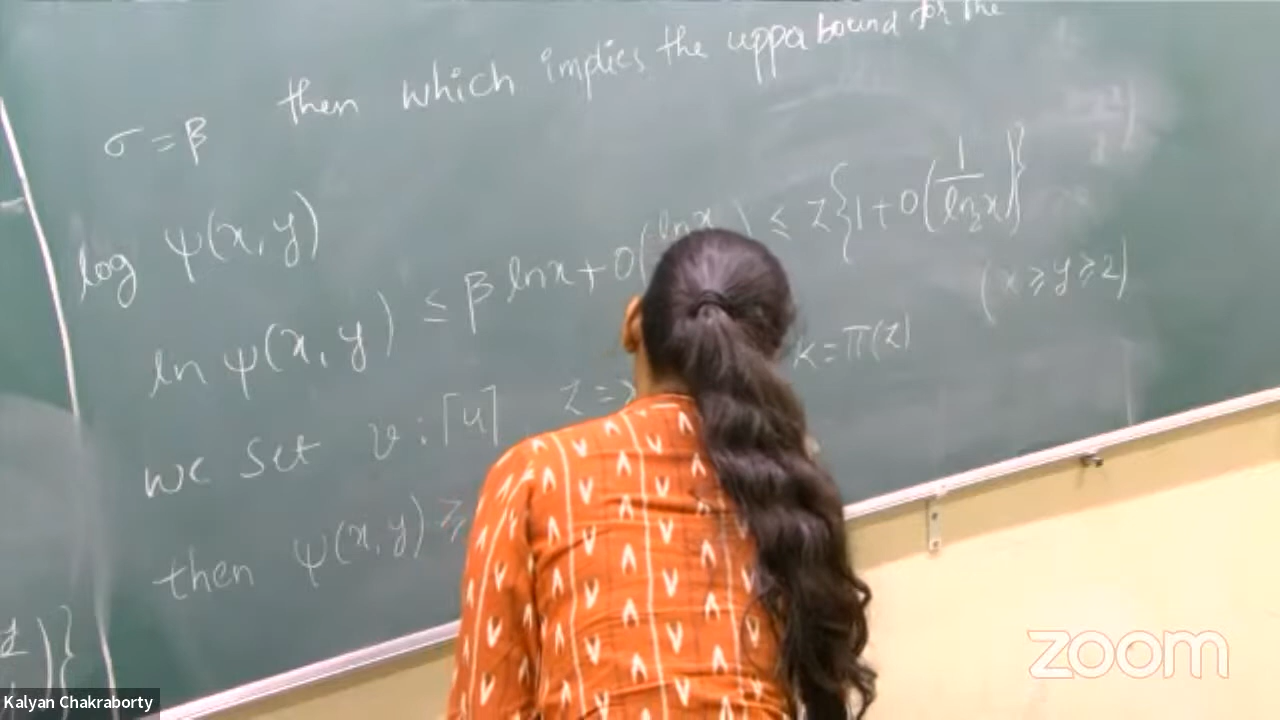 then which implies the uppa bound for the
σ = β
log ψ(x, y)
ln ψ(x, y) ≤ β ln x + O(ln x ) ≤ Z{1 + O(1/ln₂x)}
(x ≥ y ≥ 2)
we set v : ⌈u⌉, Z = K = π(z)
then ψ(x, y) ≥
Kalyan Chakraborty
zoom